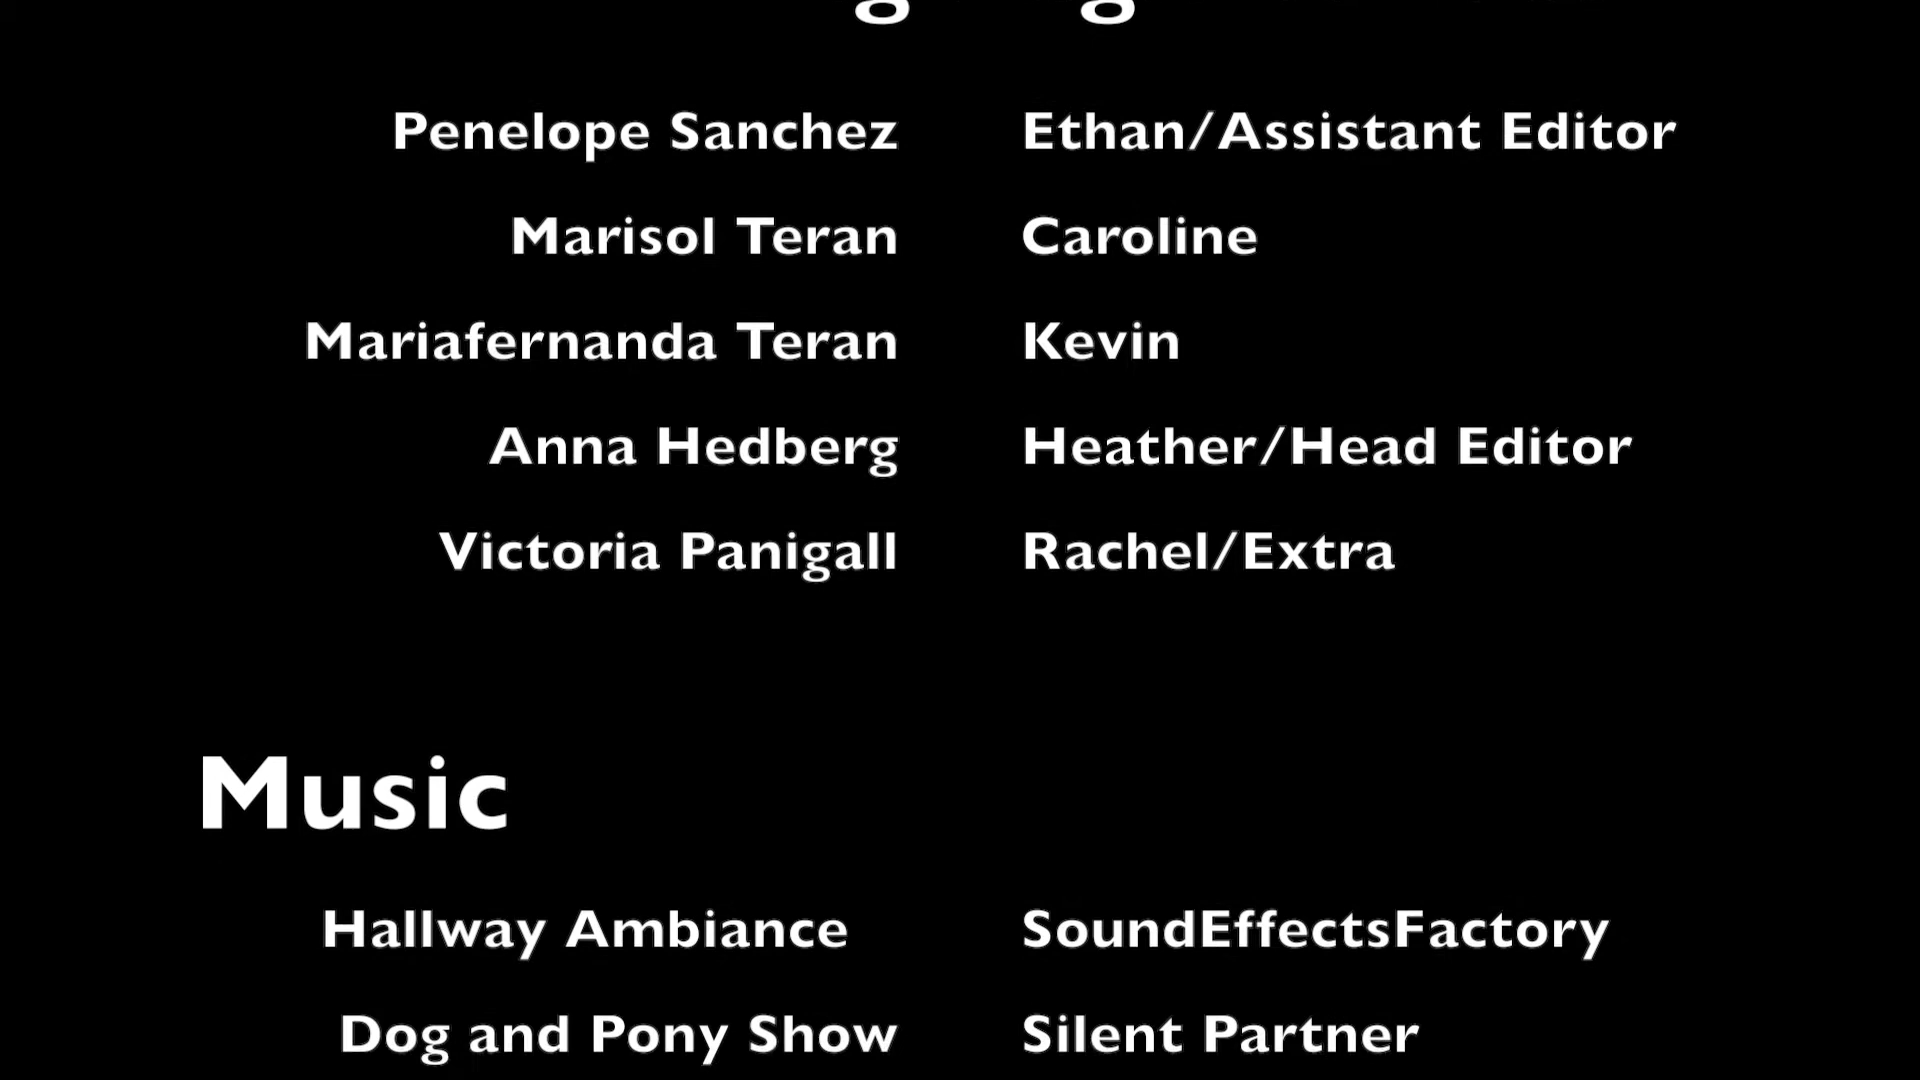 Penelope Sanchez Ethan/Assistant Editor
Marisol Teran Caroline
Mariafernanda Teran Kevin
Anna Hedberg Heather/Head Editor
Victoria Panigall Rachel/Extra
Music
Hallway Ambiance SoundEffectsFactory
Dog and Pony Show Silent Partner